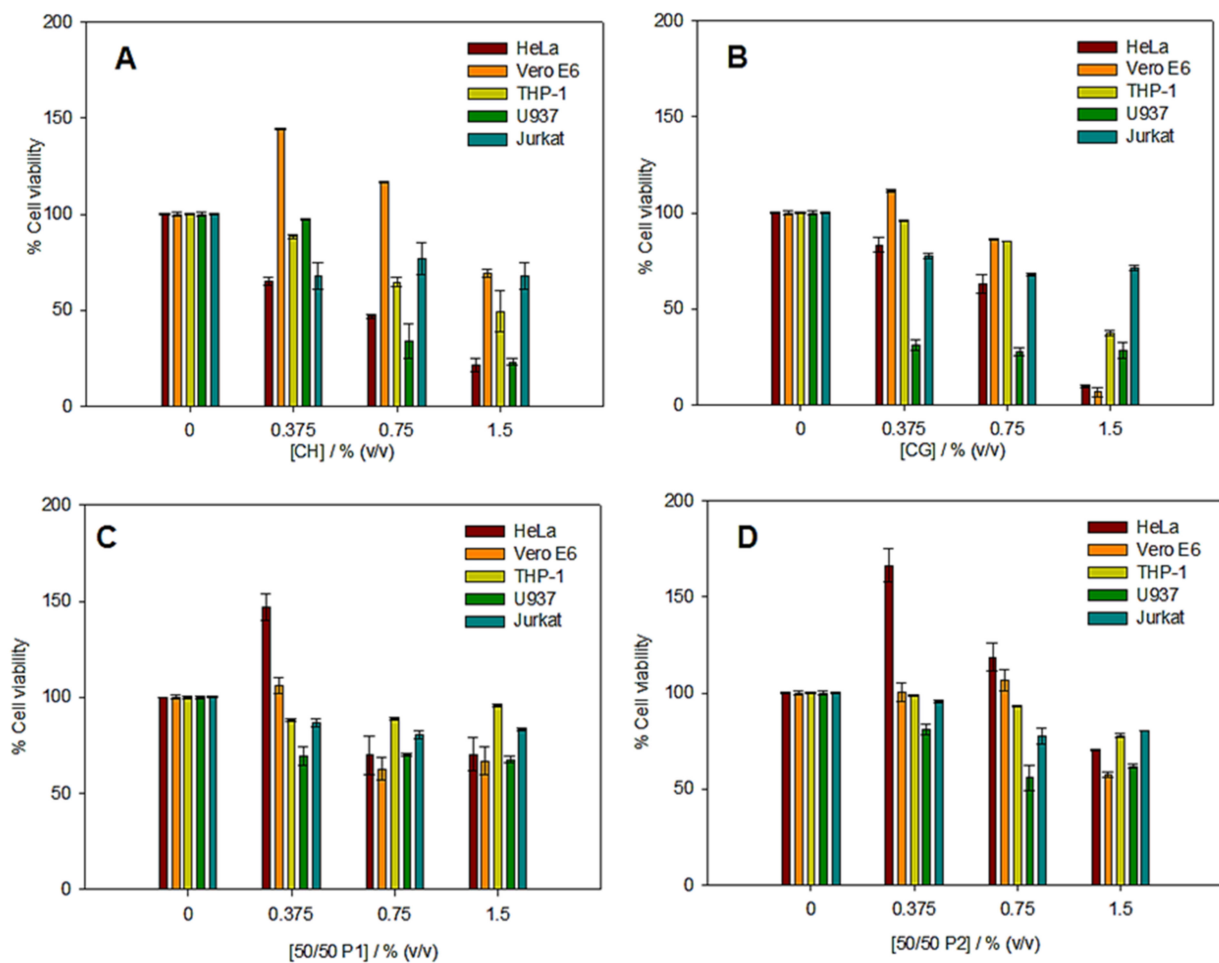 A
HeLa
Vero E6
THP-1
U937
Jurkat
% Cell viability
200
150
100
50
0
0 0.375 0.75 1.5
[CH] / % (v/v)
B
HeLa
Vero E6
THP-1
U937
Jurkat
% Cell viability
200
150
100
50
0
0 0.375 0.75 1.5
[CG] / % (v/v)
C
HeLa
Vero E6
THP-1
U937
Jurkat
% Cell viability
200
150
100
50
0
0 0.375 0.75 1.5
[50/50 P1] / % (v/v)
D
HeLa
Vero E6
THP-1
U937
Jurkat
% Cell viability
200
150
100
50
0
0 0.375 0.75 1.5
[50/50 P2] / % (v/v)